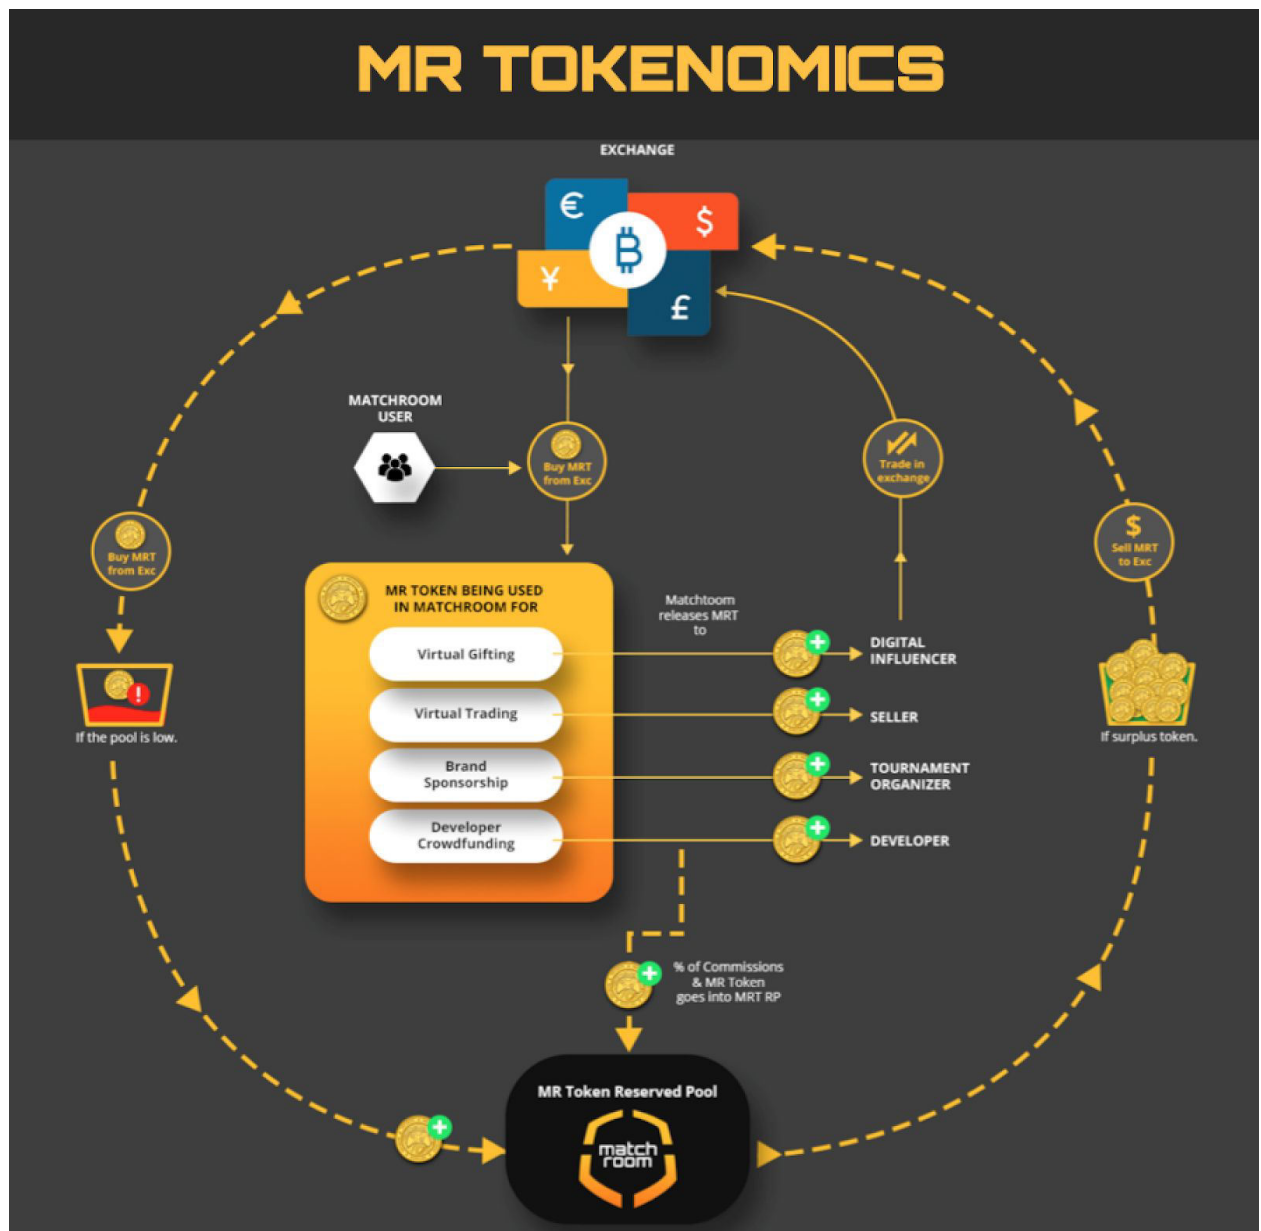 MR TOKENOMICS
EXCHANGE
€
$
₿
¥
£
MATCHROOM
USER
Buy MRT
from Exc
Trade in
exchange
Buy MRT
from Exc
$
Sell MRT
to Exc
MR TOKEN BEING USED
IN MATCHROOM FOR
Virtual Gifting
Virtual Trading
Brand
Sponsorship
Developer
Crowdfunding
Matchtoom
releases MRT
to
DIGITAL
INFLUENCER
SELLER
TOURNAMENT
ORGANIZER
DEVELOPER
If the pool is low.
If surplus token.
% of Commissions
& MR Token
goes into MRT RP
MR Token Reserved Pool
match
room